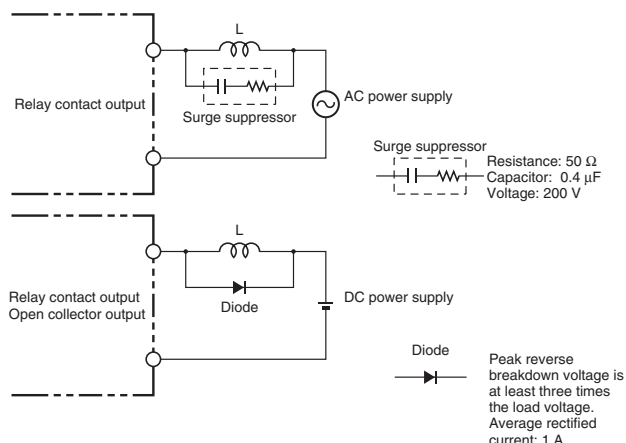 L
Relay contact output
Surge suppressor
AC power supply
Surge suppressor
Resistance: 50 Ω
Capacitor: 0.4 μF
Voltage: 200 V
L
Relay contact output
Open collector output
Diode
DC power supply
Diode
Peak reverse
breakdown voltage is
at least three times
the load voltage.
Average rectified
current: 1 A